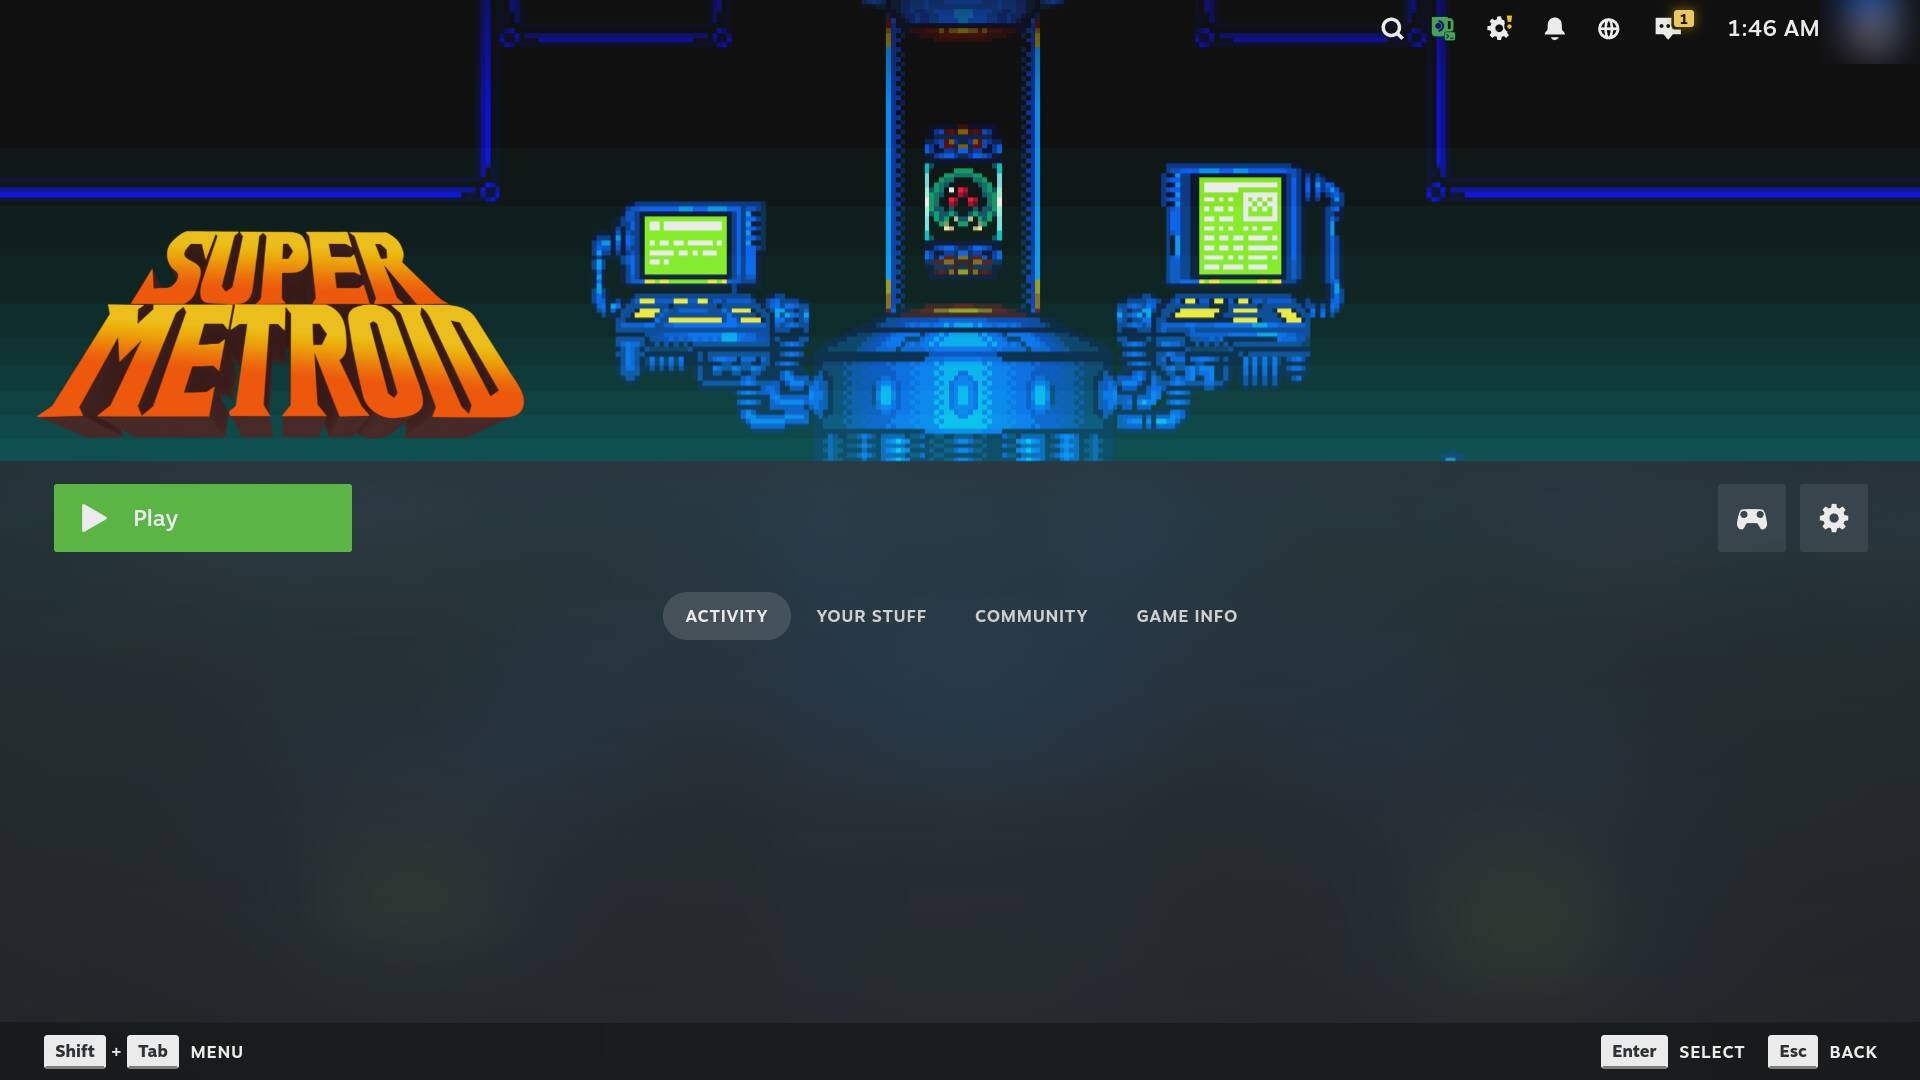 1
1:46 AM
SUPER
METROID
Play
ACTIVITY YOUR STUFF COMMUNITY GAME INFO
Shift + Tab MENU Enter SELECT Esc BACK